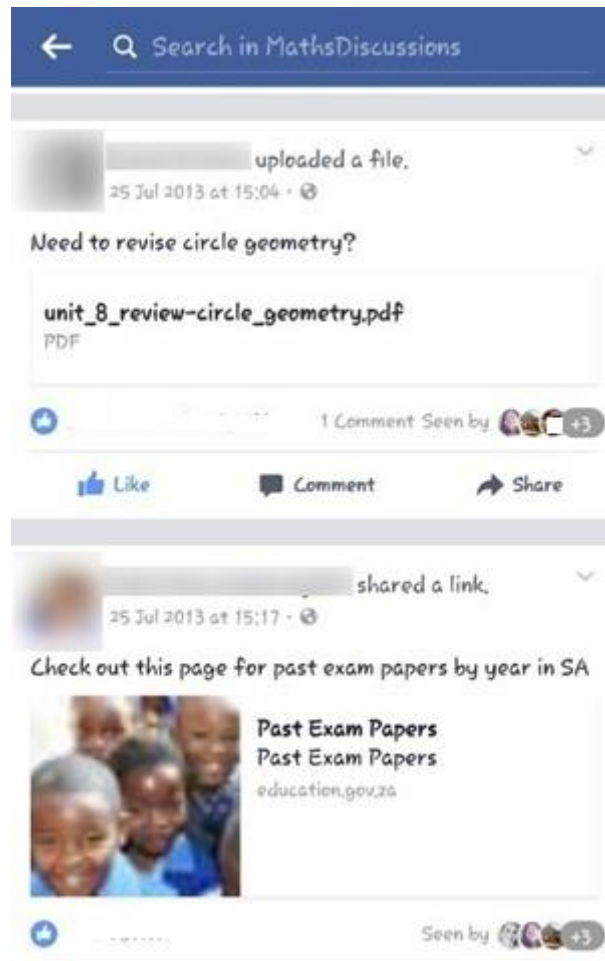 Search in MathsDiscussions
uploaded a file.
25 Jul 2013 at 15:04 ·
Need to revise circle geometry?
unit_8_review-circle_geometry.pdf
PDF
1 Comment Seen by +3
Like Comment Share
shared a link.
25 Jul 2013 at 15:17 ·
Check out this page for past exam papers by year in SA
Past Exam Papers
Past Exam Papers
education.gov.za
Seen by +3